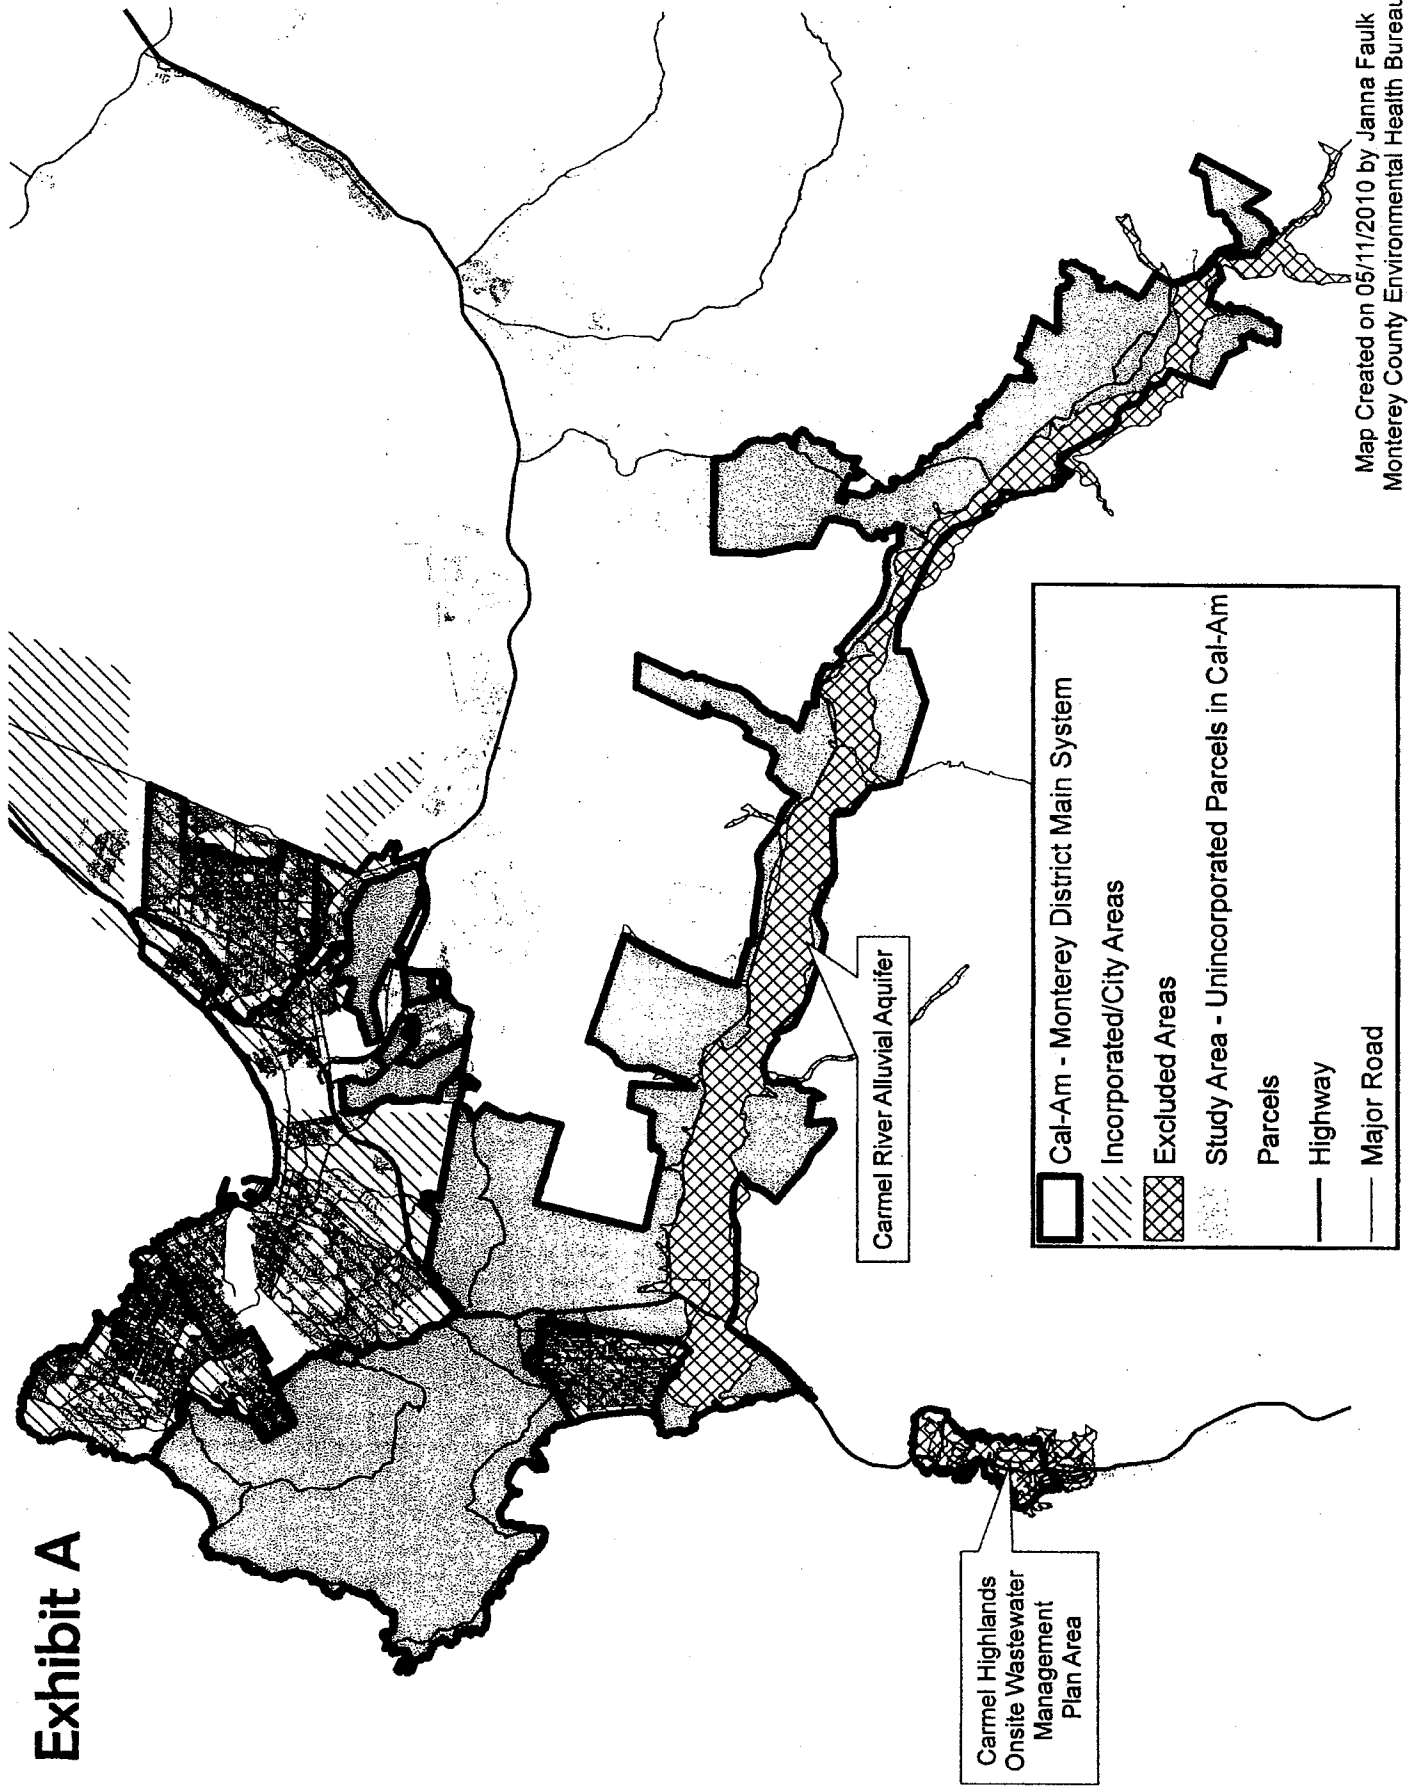 Exhibit A
Carmel Highlands
Onsite Wastewater
Management
Plan Area
Carmel River Alluvial Aquifer
Cal-Am - Monterey District Main System
Incorporated/City Areas
Excluded Areas
Study Area - Unincorporated Parcels in Cal-Am
Parcels
Highway
Major Road
Map Created on 05/11/2010 by Janna Faulk
Monterey County Environmental Health Bureau